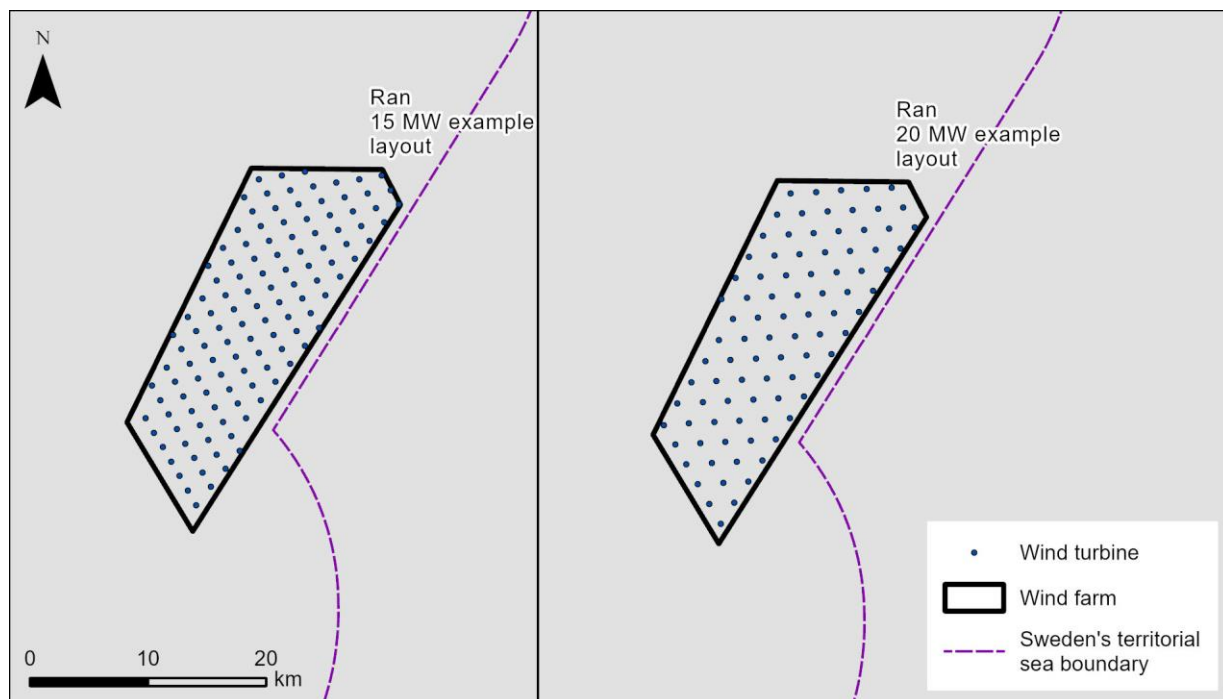 N
Ran
15 MW example
layout
Ran
20 MW example
layout
Wind turbine
Wind farm
Sweden's territorial
sea boundary
0 10 20
km